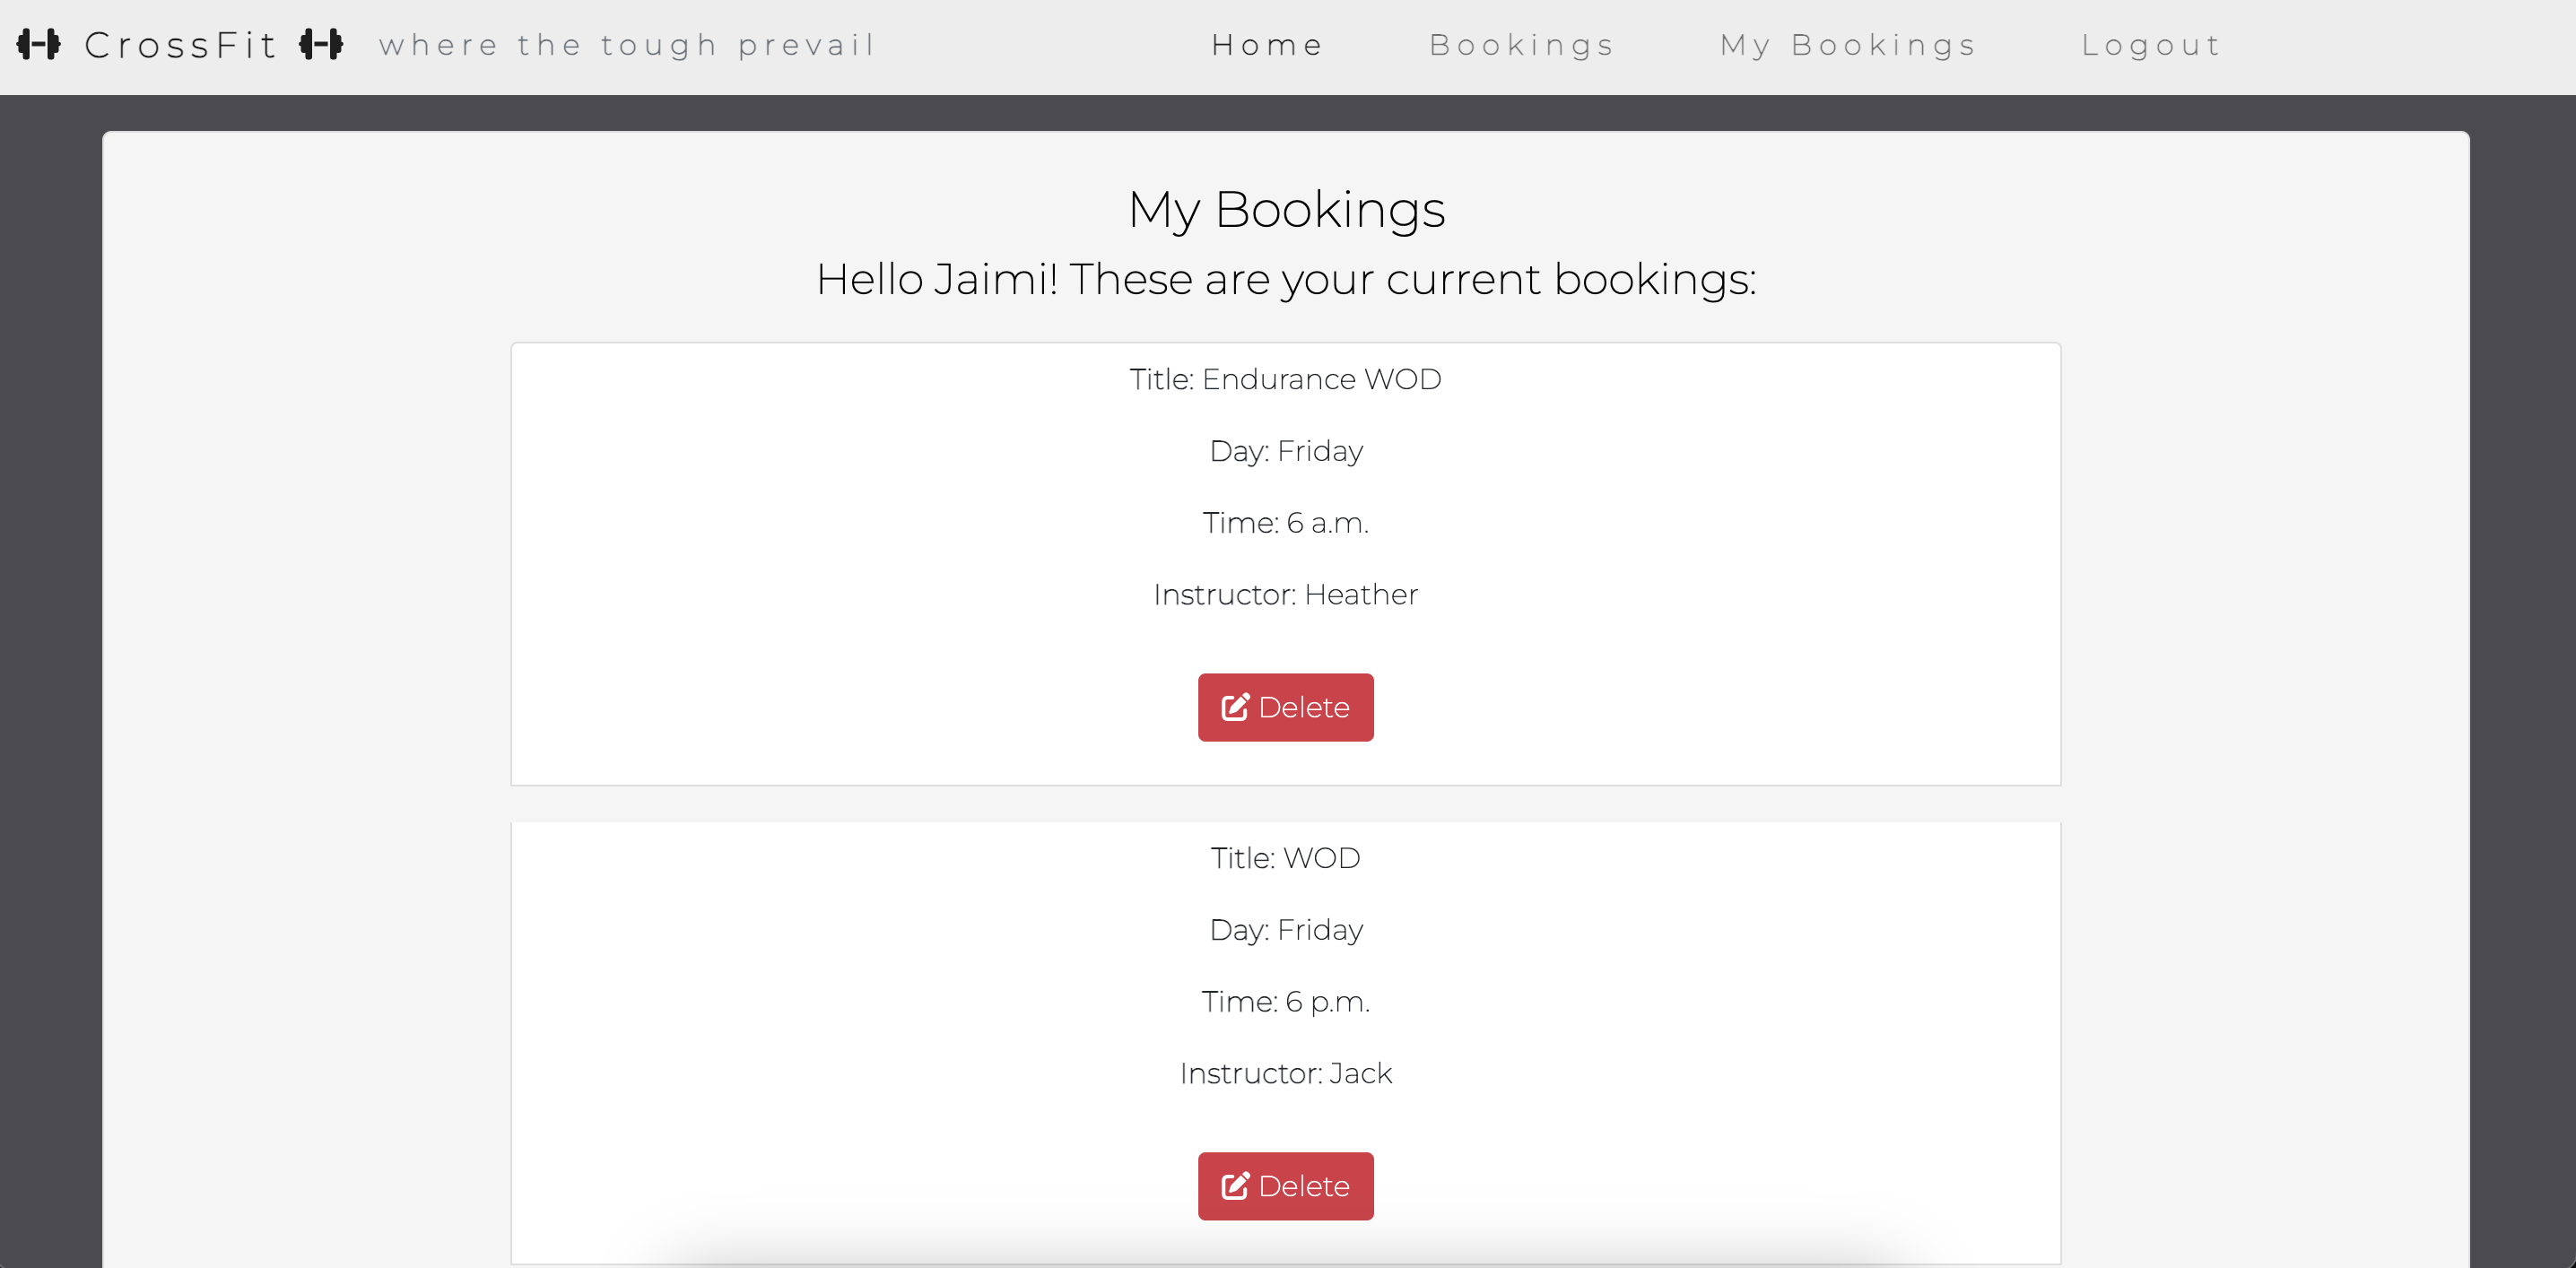 CrossFit where the tough prevail Home Bookings My Bookings Logout
My Bookings
Hello Jaimi! These are your current bookings:
Title: Endurance WOD
Day: Friday
Time: 6 a.m.
Instructor: Heather
Delete
Title: WOD
Day: Friday
Time: 6 p.m.
Instructor: Jack
Delete